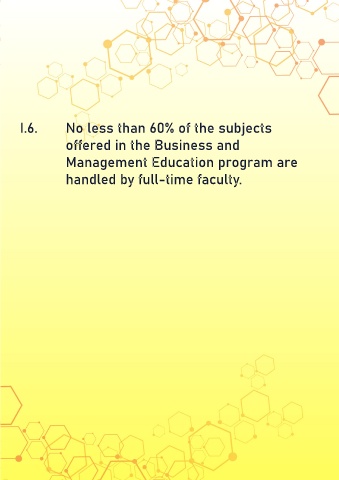 I.6. No less than 60% of the subjects
offered in the Business and
Management Education program are
handled by full-time faculty.